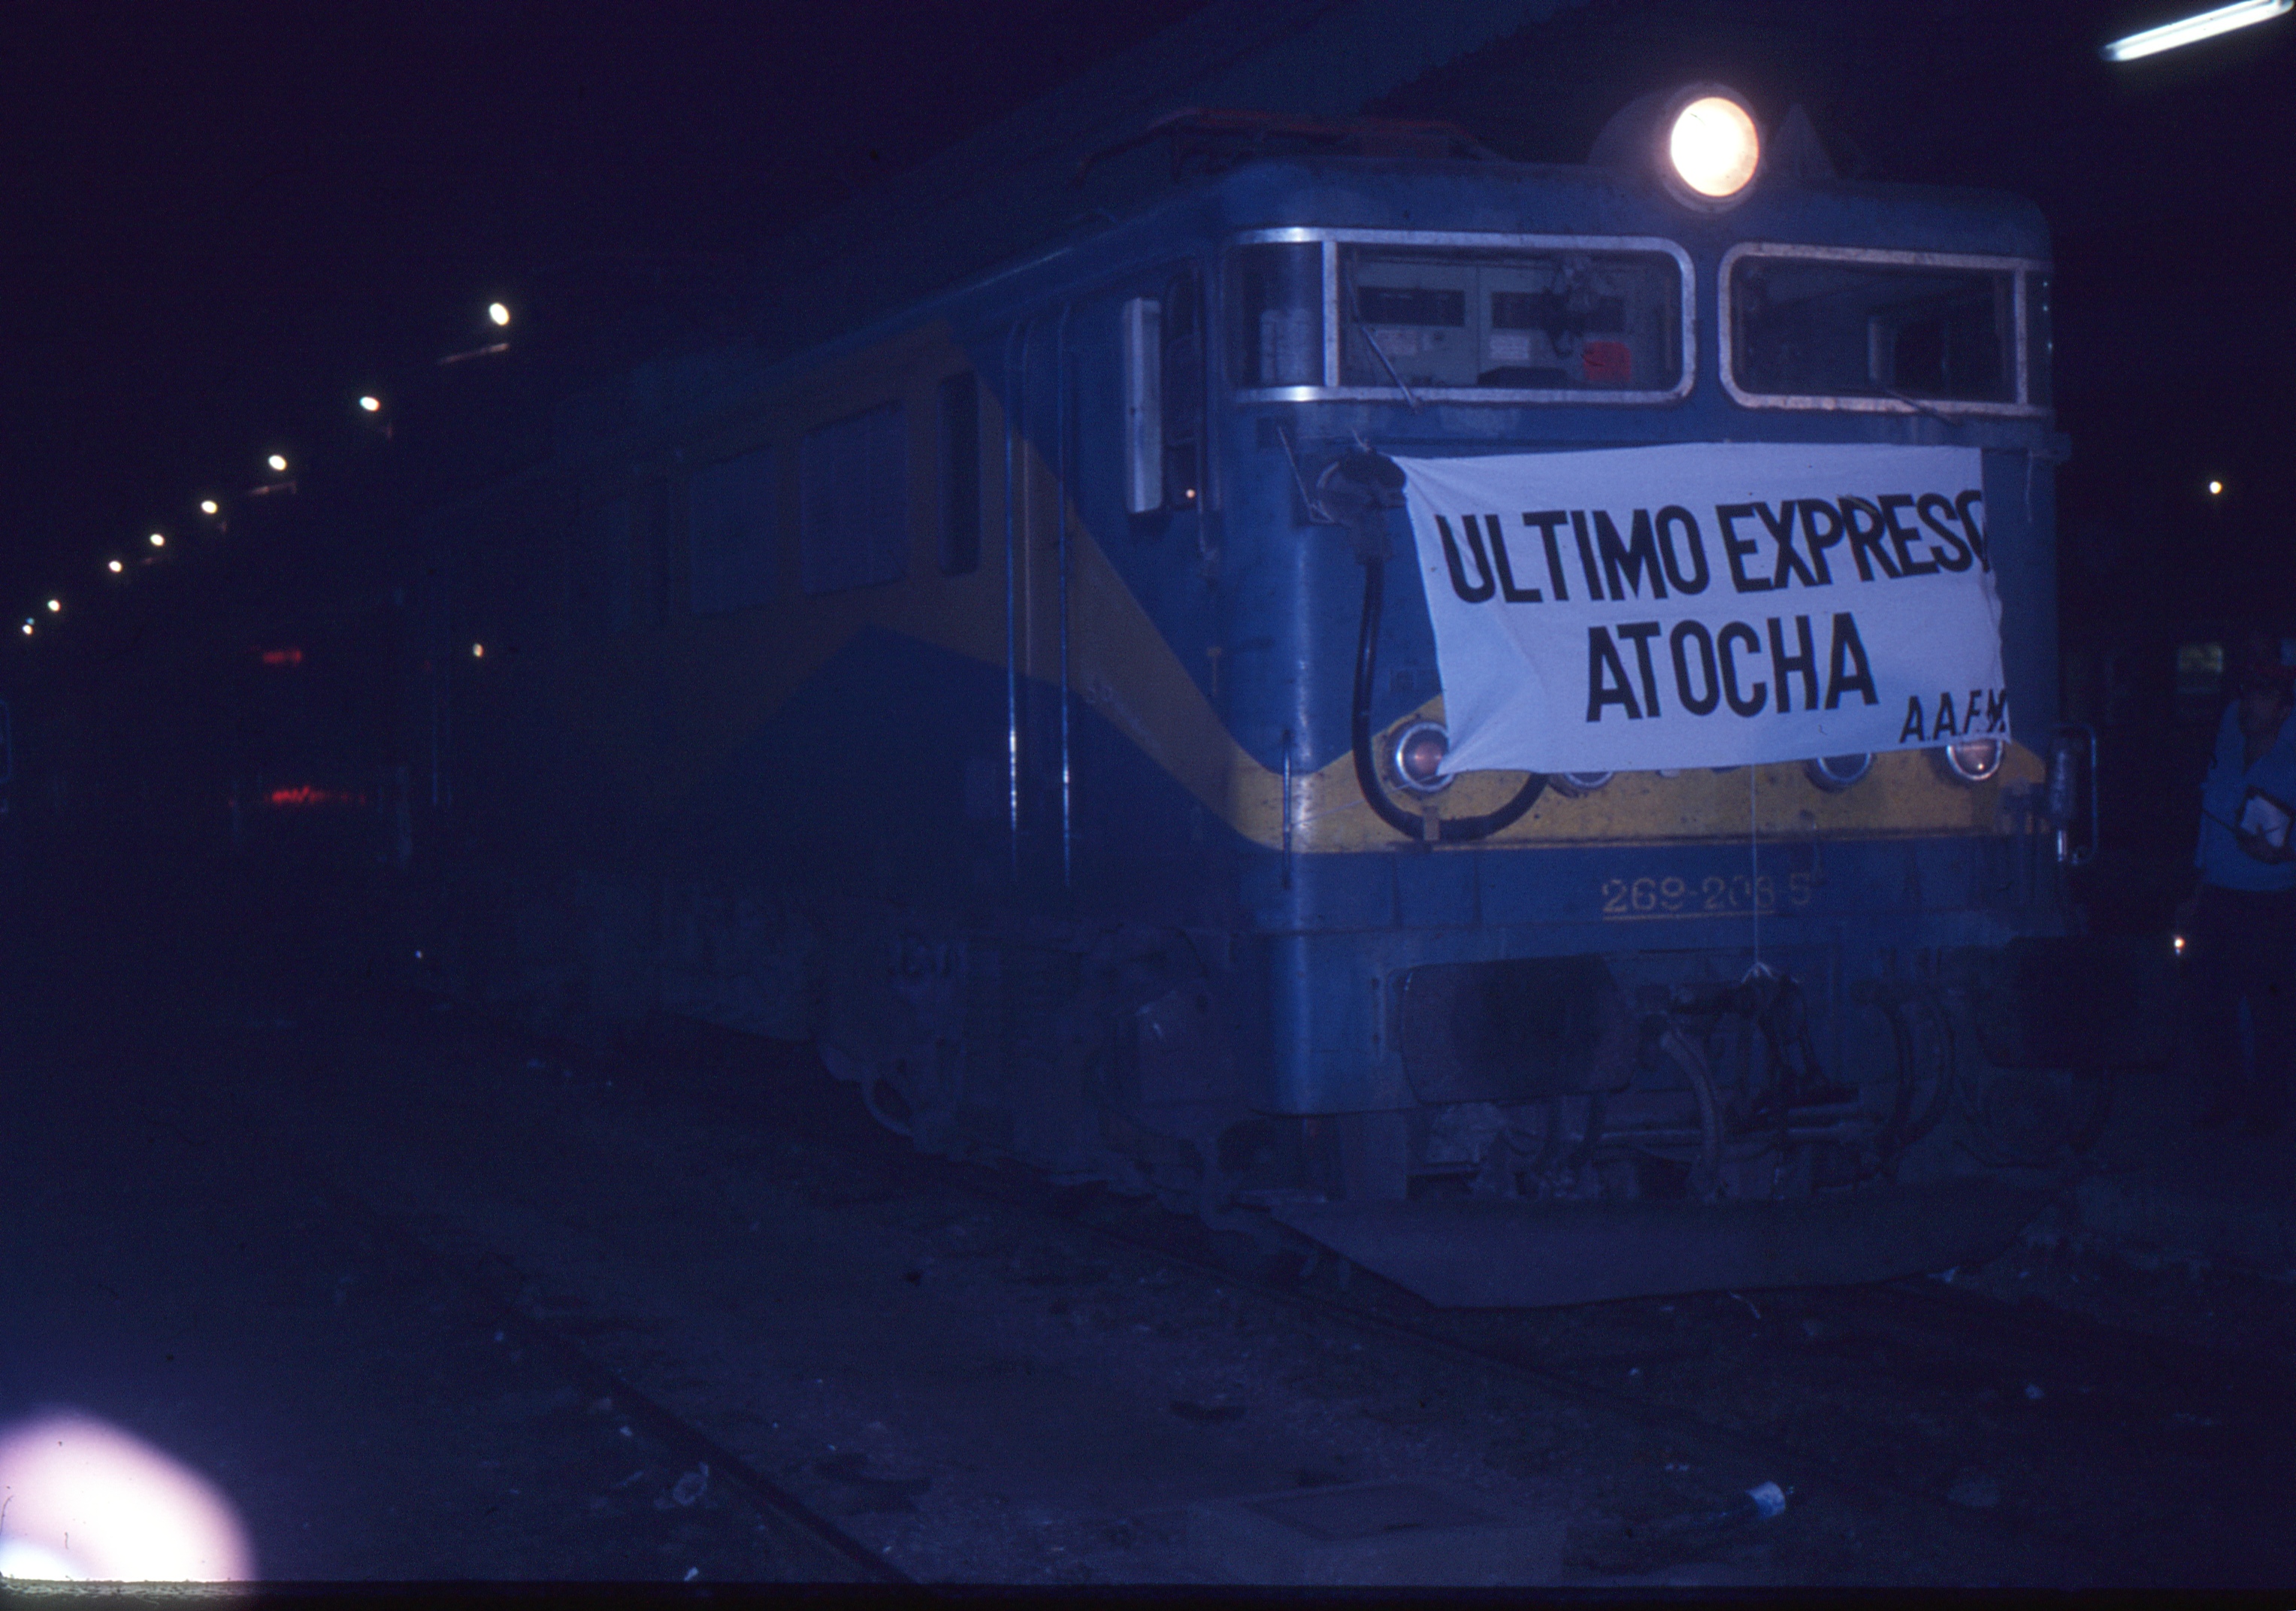 ULTIMO EXPRESO
ATOCHA
A.A.F.M.
269-208-5